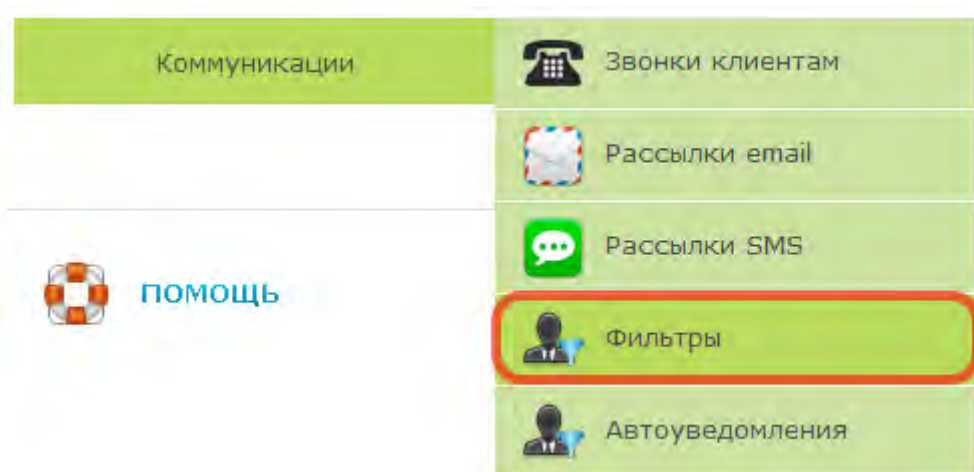 Коммуникации
Звонки клиентам
Рассылки email
Рассылки SMS
помощь
Фильтры
Автоуведомления